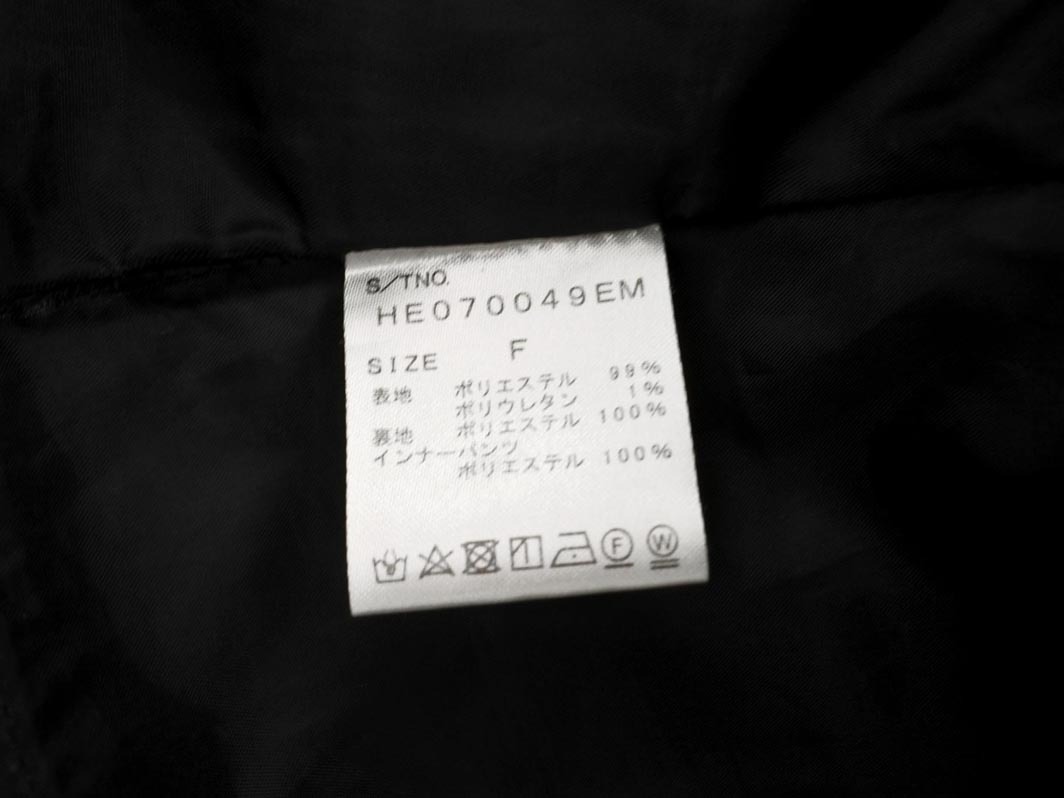 S/TNO.
HE070049EM
SIZE F
表地 ポリエステル 99%
ポリウレタン 1%
裏地 ポリエステル 100%
インナーパンツ
ポリエステル 100%
F W